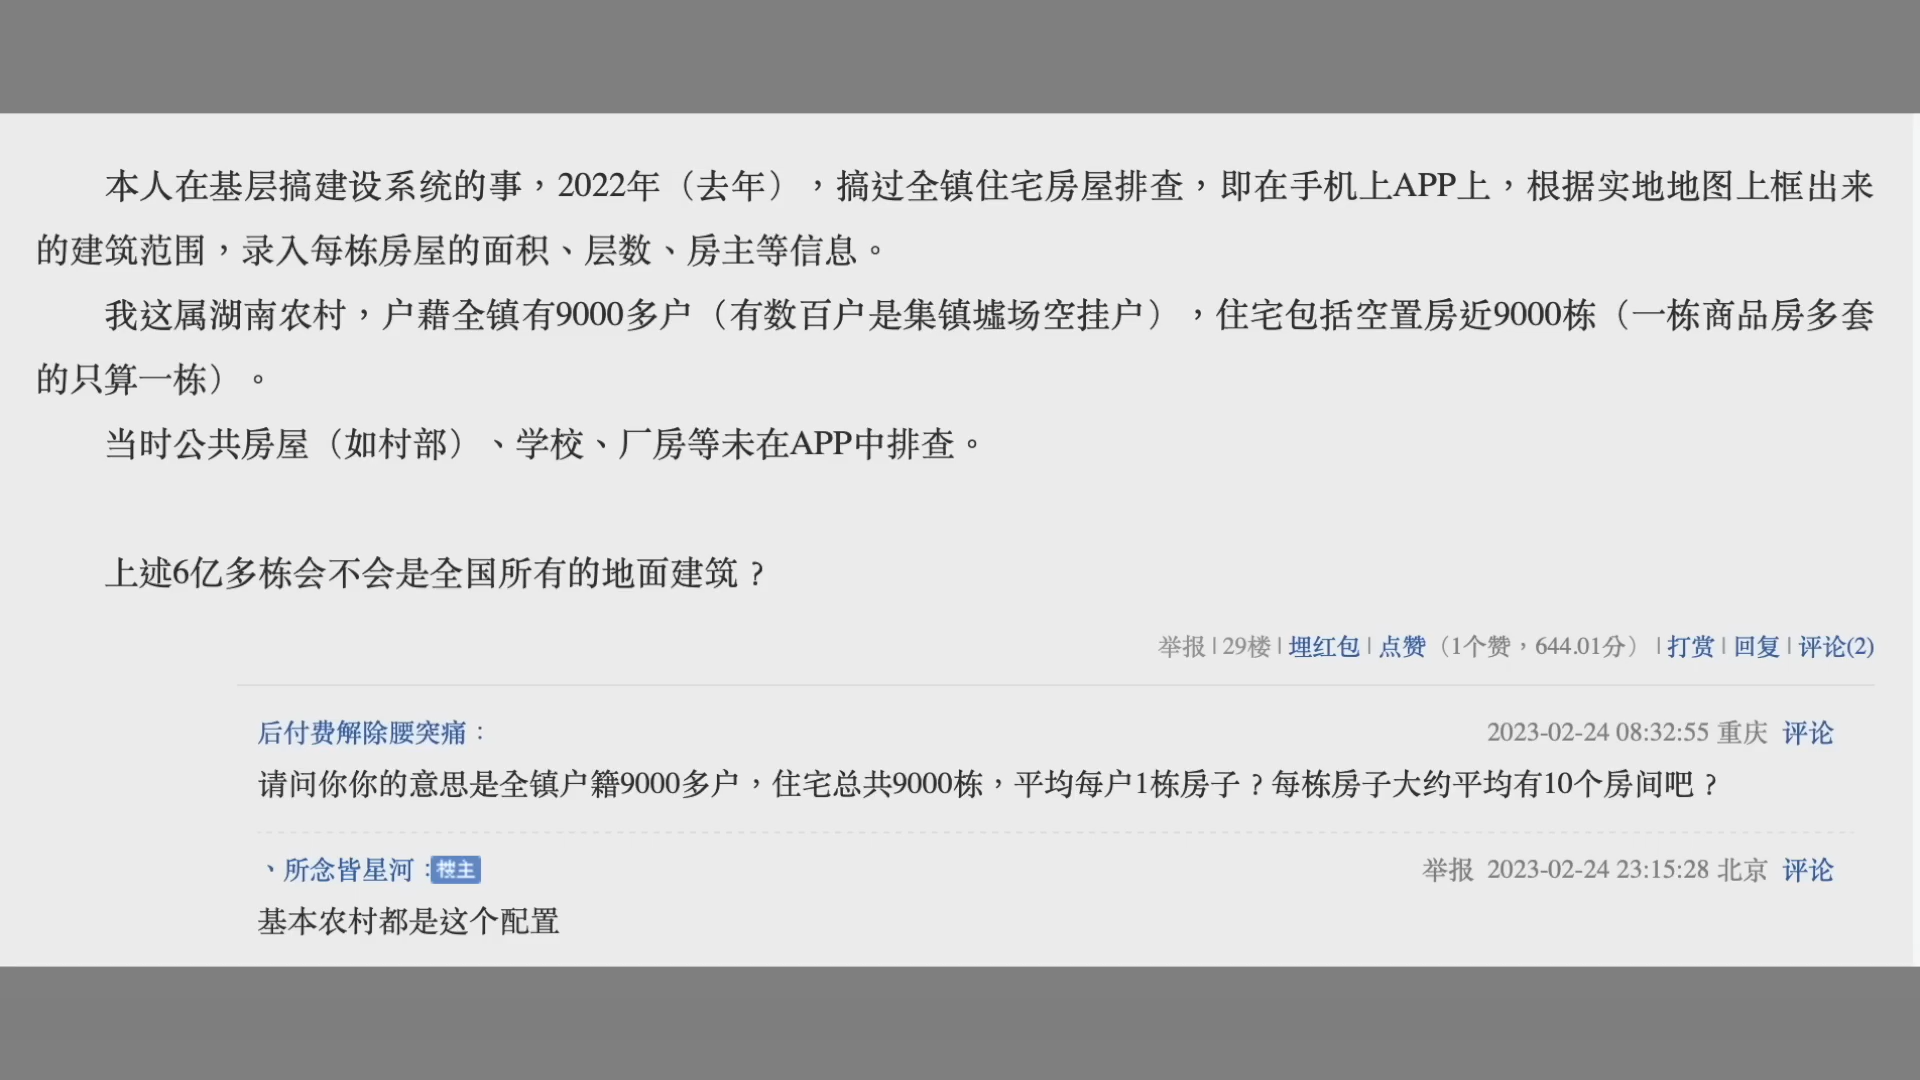 本人在基层搞建设系统的事，2022年（去年），搞过全镇住宅房屋排查，即在手机上APP上，根据实地地图上框出来
的建筑范围，录入每栋房屋的面积、层数、房主等信息。
我这属湖南农村，户藉全镇有9000多户（有数百户是集镇墟场空挂户），住宅包括空置房近9000栋（一栋商品房多套
的只算一栋）。
当时公共房屋（如村部）、学校、厂房等未在APP中排查。
上述6亿多栋会不会是全国所有的地面建筑？
举报 | 29楼 | 埋红包 | 点赞（1个赞，644.01分） | 打赏 | 回复 | 评论(2)
后付费解除腰突痛： 2023-02-24 08:32:55 重庆 评论
请问你你的意思是全镇户籍9000多户，住宅总共9000栋，平均每户1栋房子？每栋房子大约平均有10个房间吧？
、所念皆星河：楼主 举报 2023-02-24 23:15:28 北京 评论
基本农村都是这个配置